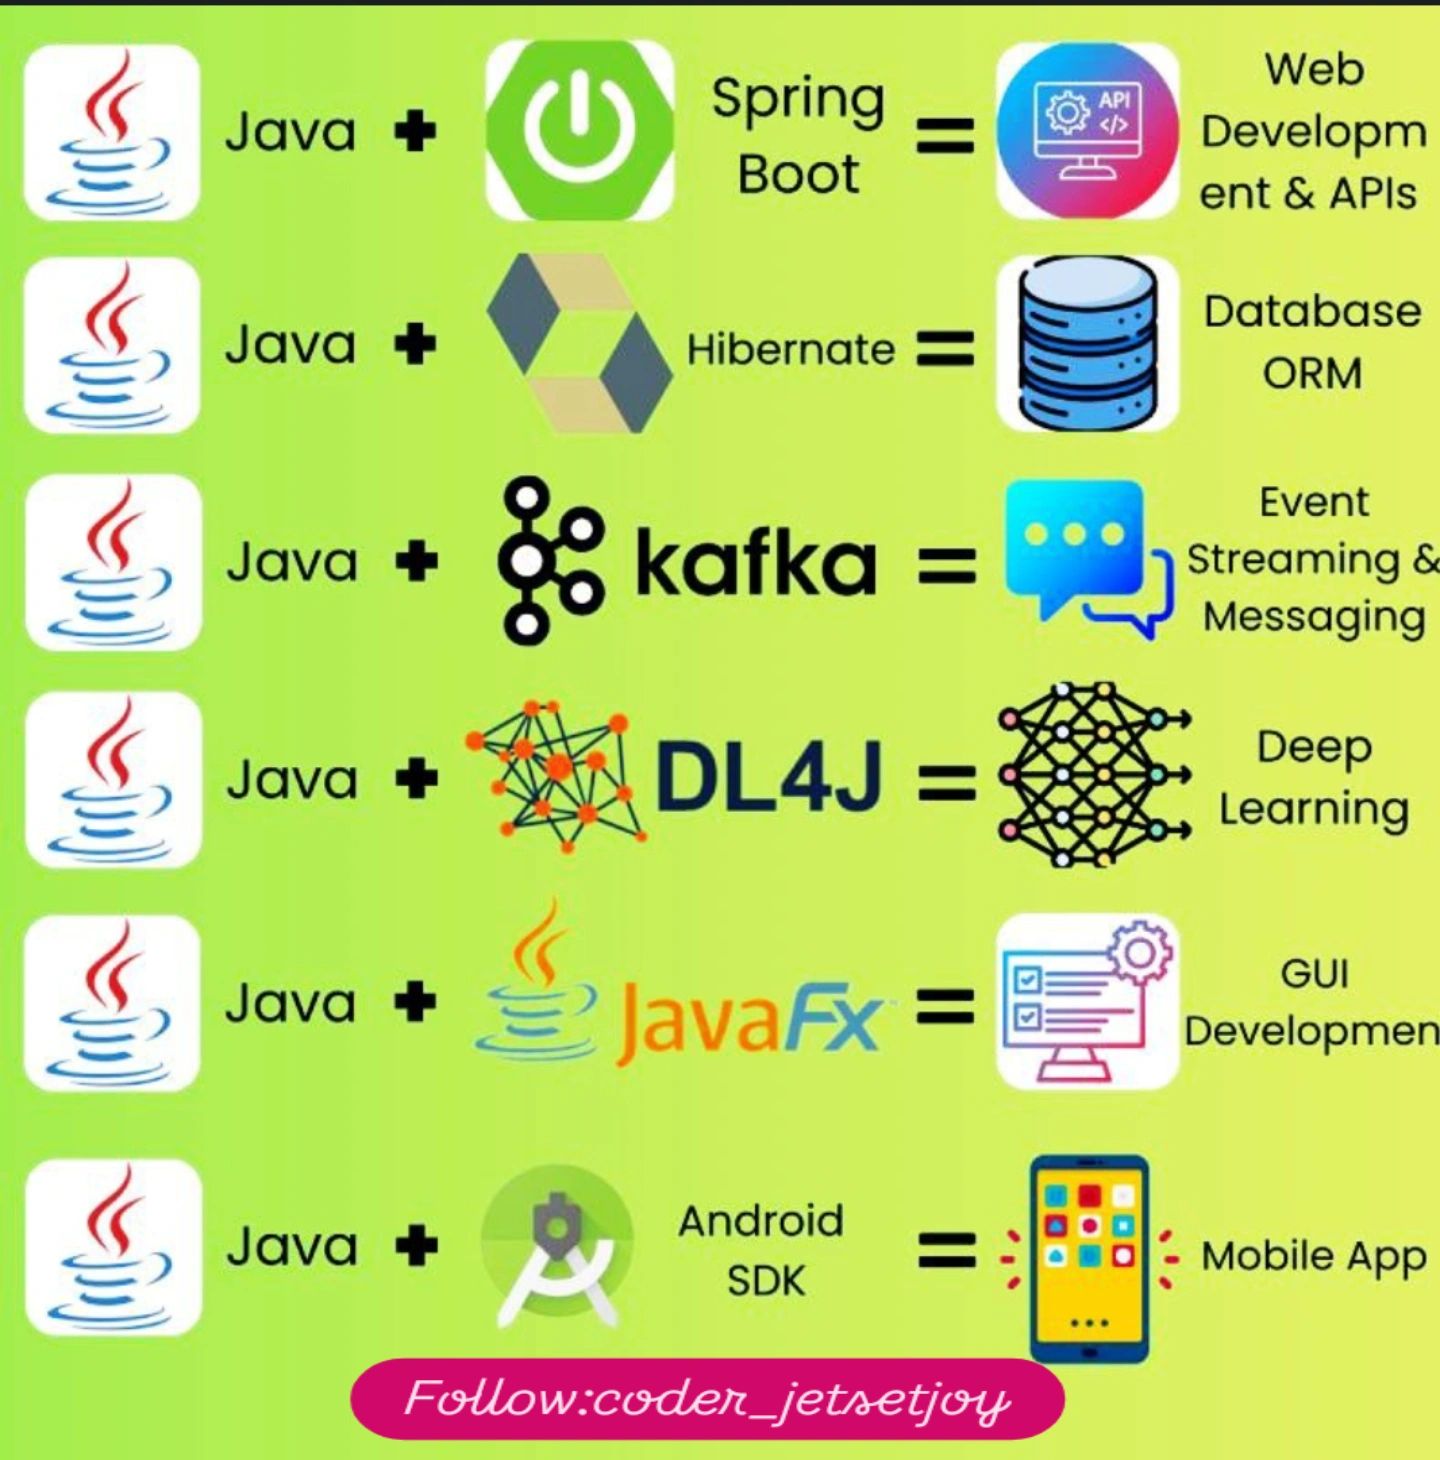 Java + Spring Boot = API </> Web
Developm
ent & APIs
Java + Hibernate = Database
ORM
Java + kafka = Event
Streaming &
Messaging
Java + DL4J = Deep
Learning
Java + JavaFx = GUI
Developmen
Java + Android
SDK = Mobile App
Follow:coder_jetsetjoy